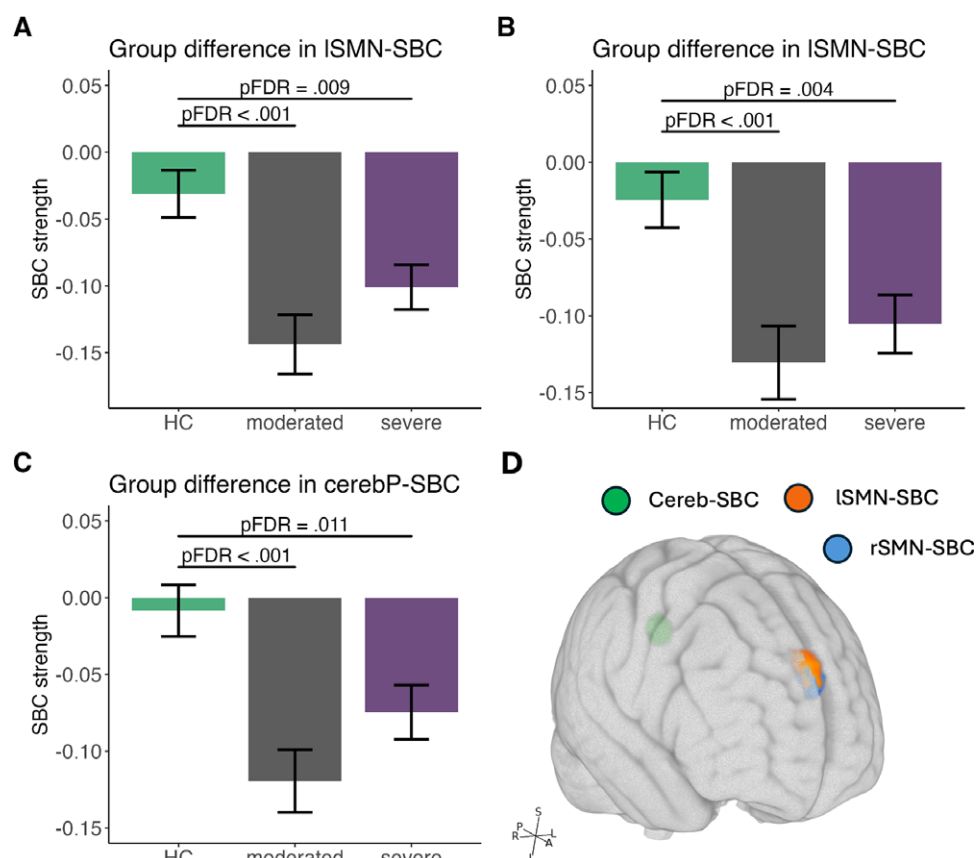 A
Group difference in lSMN-SBC
0.05
pFDR = .009
pFDR < .001
0.00
-0.05
-0.10
-0.15
SBC strength
HC
moderated
severe
B
Group difference in lSMN-SBC
0.05
pFDR = .004
pFDR < .001
0.00
-0.05
-0.10
-0.15
SBC strength
HC
moderated
severe
C
Group difference in cerebP-SBC
0.05
pFDR = .011
pFDR < .001
0.00
-0.05
-0.10
-0.15
SBC strength
HC
moderated
severe
D
Cereb-SBC
lSMN-SBC
rSMN-SBC
S
P
R
L
A
I